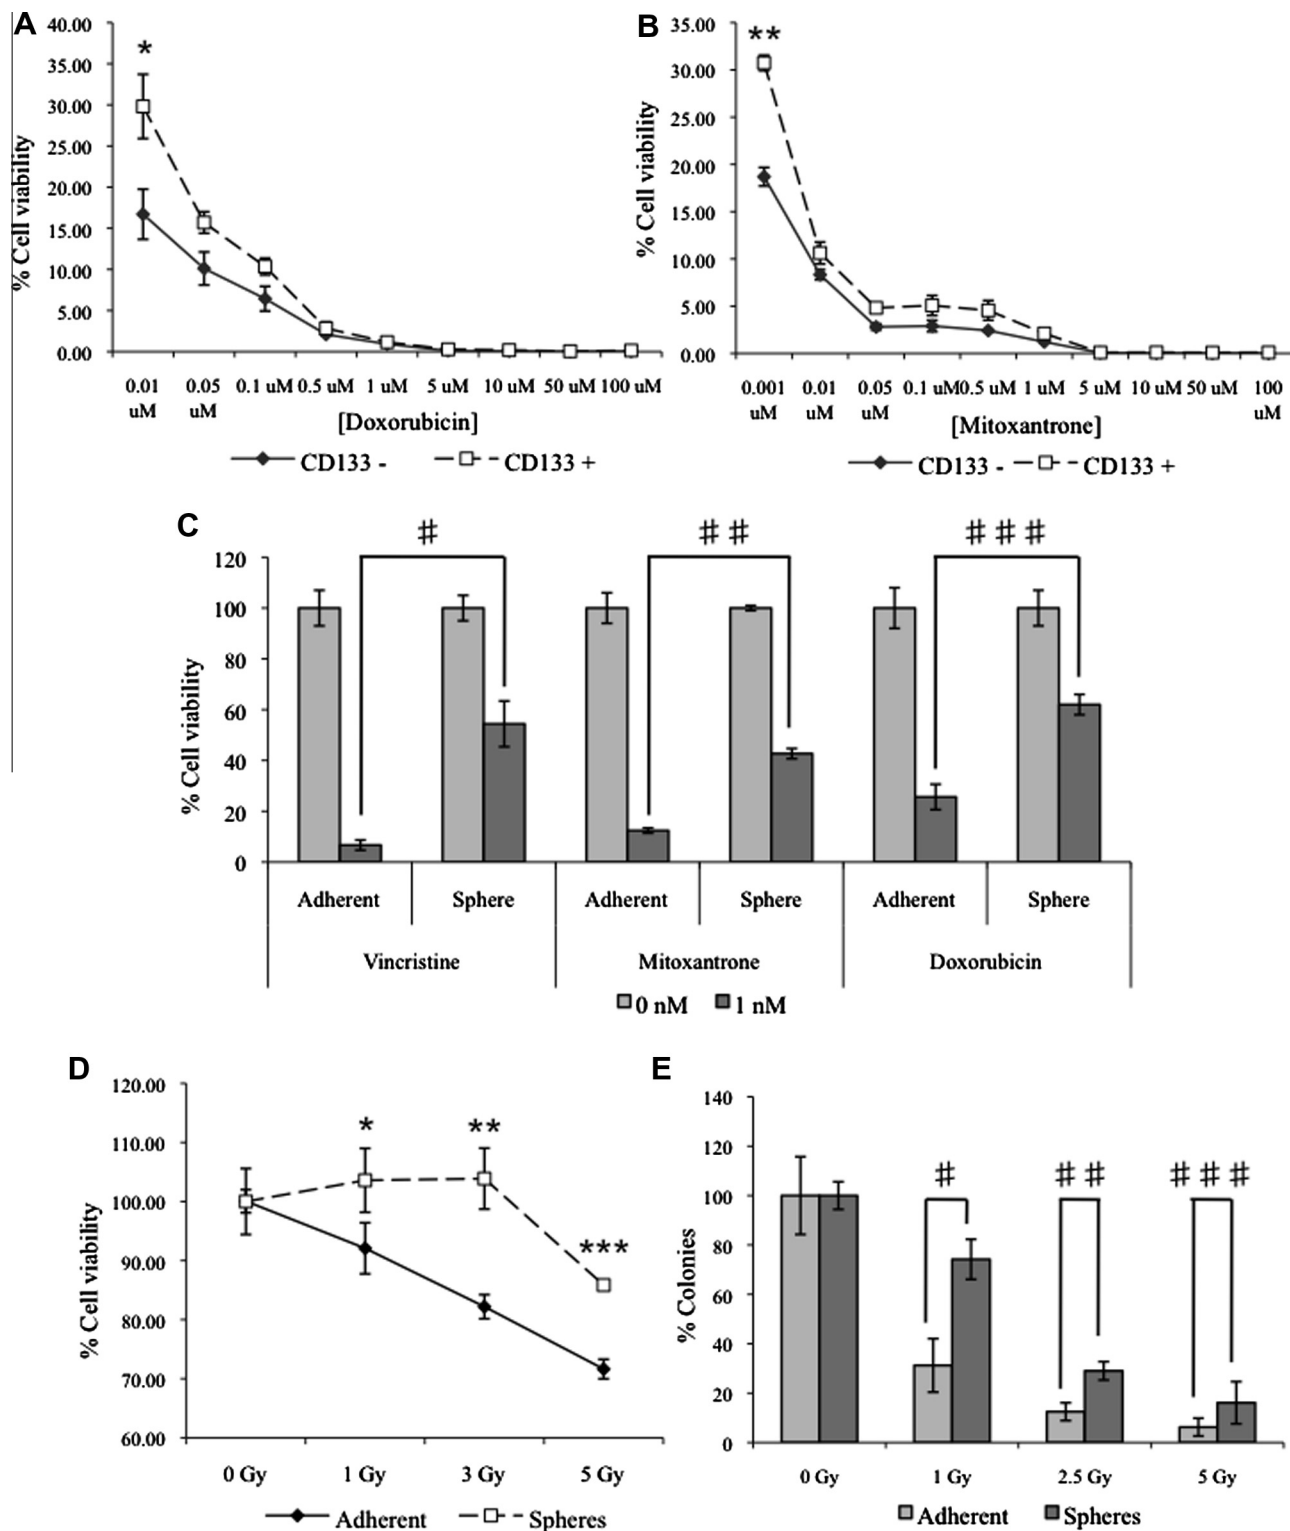 A
40.00
35.00
30.00
25.00
20.00
15.00
10.00
5.00
0.00
% Cell viability
*
0.01 uM 0.05 uM 0.1 uM 0.5 uM 1 uM 5 uM 10 uM 50 uM 100 uM
[Doxorubicin]
CD133 - CD133 +
B
35.00
30.00
25.00
20.00
15.00
10.00
5.00
0.00
% Cell viability
**
0.001 uM 0.01 uM 0.05 uM 0.1 uM 0.5 uM 1 uM 5 uM 10 uM 50 uM 100 uM
[Mitoxantrone]
CD133 - CD133 +
C
120
100
80
60
40
20
0
% Cell viability
# ## ###
Adherent Sphere Adherent Sphere Adherent Sphere
Vincristine Mitoxantrone Doxorubicin
0 nM 1 nM
D
120.00
110.00
100.00
90.00
80.00
70.00
60.00
% Cell viability
* ** ***
0 Gy 1 Gy 3 Gy 5 Gy
Adherent Spheres
E
140
120
100
80
60
40
20
0
% Colonies
# ## ###
0 Gy 1 Gy 2.5 Gy 5 Gy
Adherent Spheres